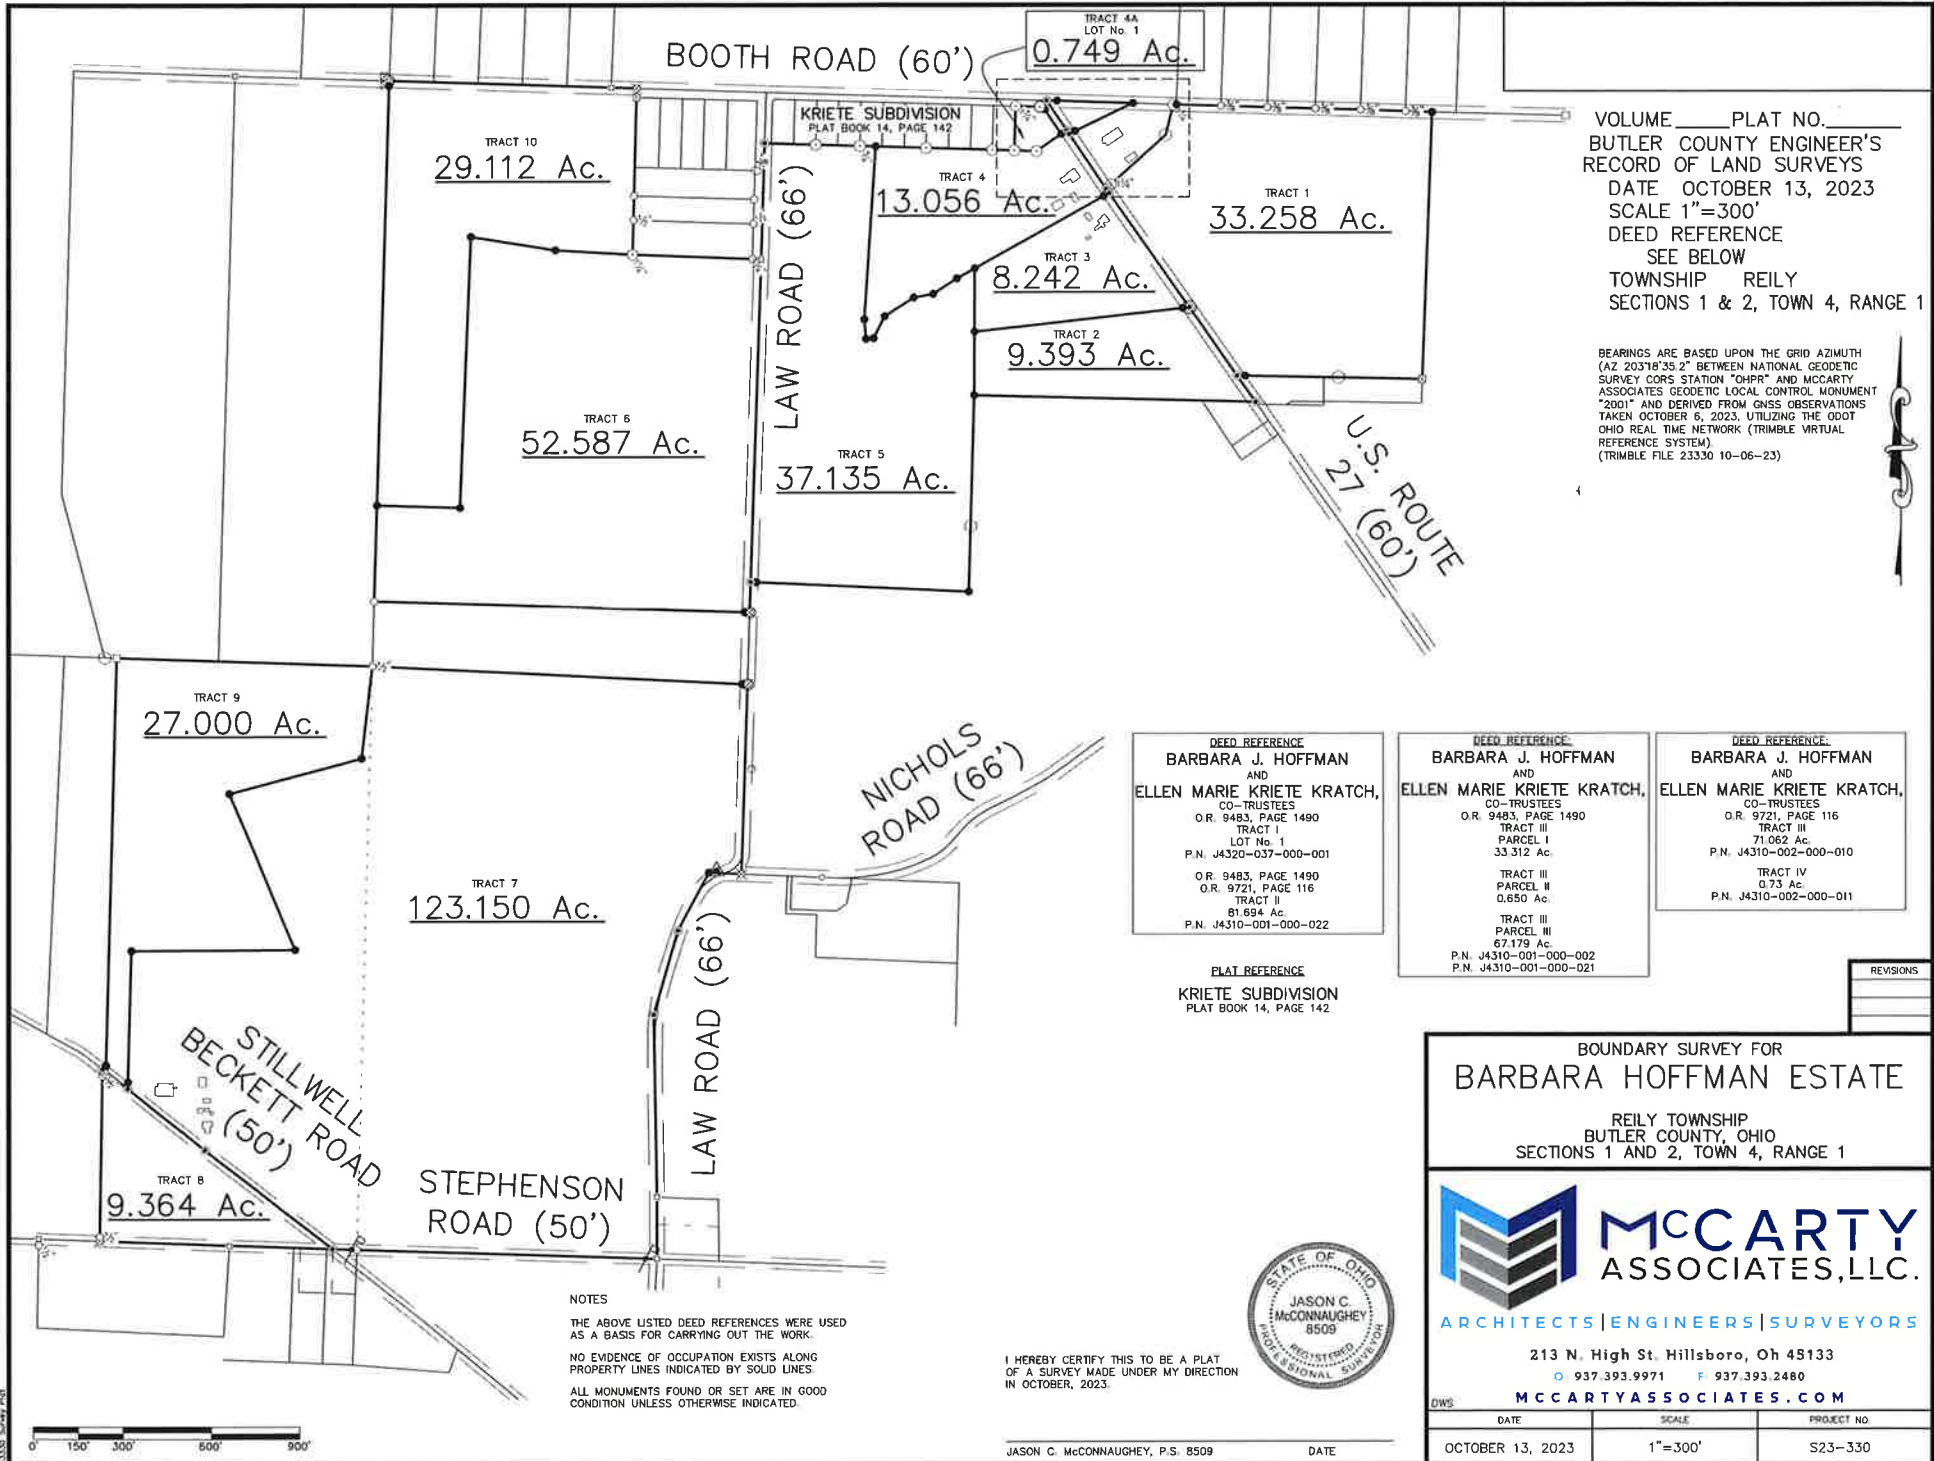 TRACT 4A
LOT No. 1
0.749 Ac.
BOOTH ROAD (60')
KRIETE SUBDIVISION
PLAT BOOK 14, PAGE 142
TRACT 10
29.112 Ac.
TRACT 4
13.056 Ac.
TRACT 1
33.258 Ac.
TRACT 3
8.242 Ac.
TRACT 2
9.393 Ac.
LAW ROAD (66')
TRACT 6
52.587 Ac.
TRACT 5
37.135 Ac.
U.S. ROUTE
27 (60')
TRACT 9
27.000 Ac.
NICHOLS
ROAD (66')
TRACT 7
123.150 Ac.
LAW ROAD (66')
STILLWELL
BECKETT ROAD
(50')
TRACT 8
9.364 Ac.
STEPHENSON
ROAD (50')
VOLUME_____PLAT NO.______
BUTLER COUNTY ENGINEER'S
RECORD OF LAND SURVEYS
DATE OCTOBER 13, 2023
SCALE 1"=300'
DEED REFERENCE
SEE BELOW
TOWNSHIP REILY
SECTIONS 1 & 2, TOWN 4, RANGE 1
BEARINGS ARE BASED UPON THE GRID AZIMUTH
(AZ 203°18'35.2" BETWEEN NATIONAL GEODETIC
SURVEY CORS STATION "OHPR" AND MCCARTY
ASSOCIATES GEODETIC LOCAL CONTROL MONUMENT
"2001" AND DERIVED FROM GNSS OBSERVATIONS
TAKEN OCTOBER 6, 2023, UTILIZING THE ODOT
OHIO REAL TIME NETWORK (TRIMBLE VIRTUAL
REFERENCE SYSTEM).
(TRIMBLE FILE 23330 10-06-23)
DEED REFERENCE
BARBARA J. HOFFMAN
AND
ELLEN MARIE KRIETE KRATCH,
CO-TRUSTEES
O.R. 9483, PAGE 1490
TRACT I
LOT No. 1
P.N. J4320-037-000-001
O.R. 9483, PAGE 1490
O.R. 9721, PAGE 116
TRACT II
81.694 Ac.
P.N. J4310-001-000-022
DEED REFERENCE:
BARBARA J. HOFFMAN
AND
ELLEN MARIE KRIETE KRATCH,
CO-TRUSTEES
O.R. 9483, PAGE 1490
TRACT III
PARCEL I
33.312 Ac.
TRACT III
PARCEL II
0.650 Ac.
TRACT III
PARCEL III
67.179 Ac.
P.N. J4310-001-000-002
P.N. J4310-001-000-021
DEED REFERENCE:
BARBARA J. HOFFMAN
AND
ELLEN MARIE KRIETE KRATCH,
CO-TRUSTEES
O.R. 9721, PAGE 116
TRACT III
71.062 Ac.
P.N. J4310-002-000-010
TRACT IV
0.73 Ac.
P.N. J4310-002-000-011
PLAT REFERENCE
KRIETE SUBDIVISION
PLAT BOOK 14, PAGE 142
REVISIONS
BOUNDARY SURVEY FOR
BARBARA HOFFMAN ESTATE
REILY TOWNSHIP
BUTLER COUNTY, OHIO
SECTIONS 1 AND 2, TOWN 4, RANGE 1
McCARTY
ASSOCIATES,LLC.
ARCHITECTS|ENGINEERS|SURVEYORS
213 N. High St. Hillsboro, Oh 45133
O. 937.393.9971 F. 937.393.2480
MCCARTYASSOCIATES.COM
DWS
DATE SCALE PROJECT NO.
OCTOBER 13, 2023 1"=300' S23-330
NOTES
THE ABOVE LISTED DEED REFERENCES WERE USED
AS A BASIS FOR CARRYING OUT THE WORK.
NO EVIDENCE OF OCCUPATION EXISTS ALONG
PROPERTY LINES INDICATED BY SOLID LINES.
ALL MONUMENTS FOUND OR SET ARE IN GOOD
CONDITION UNLESS OTHERWISE INDICATED.
I HEREBY CERTIFY THIS TO BE A PLAT
OF A SURVEY MADE UNDER MY DIRECTION
IN OCTOBER, 2023.
STATE OF OHIO
JASON C.
McCONNAUGHEY
8509
REGISTERED
PROFESSIONAL SURVEYOR
JASON C. McCONNAUGHEY, P.S. 8509 DATE
0' 150' 300' 600' 900'